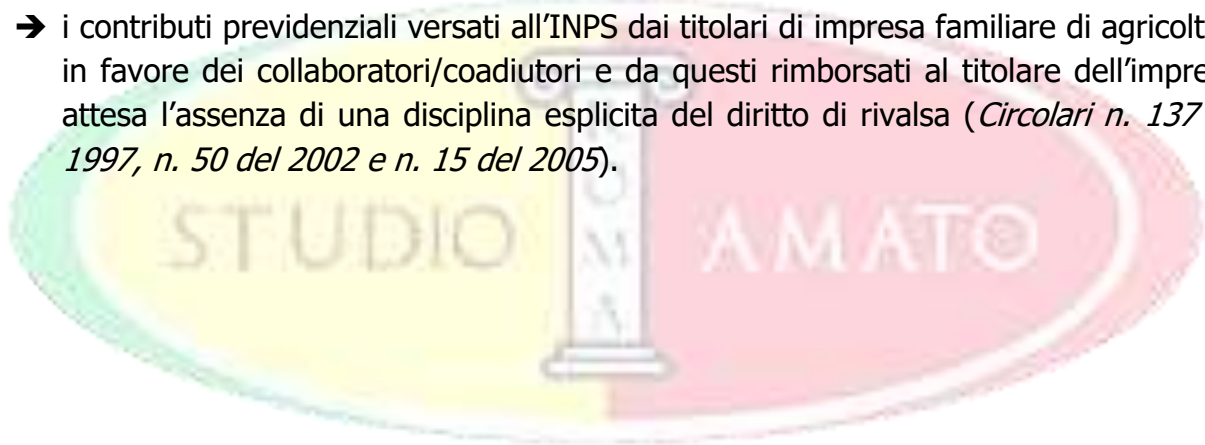 ➔ i contributi previdenziali versati all'INPS dai titolari di impresa familiare di agricolt
in favore dei collaboratori/coadiutori e da questi rimborsati al titolare dell'impre
attesa l'assenza di una disciplina esplicita del diritto di rivalsa (Circolari n. 137
1997, n. 50 del 2002 e n. 15 del 2005).
STUDIO ROMA AMATO